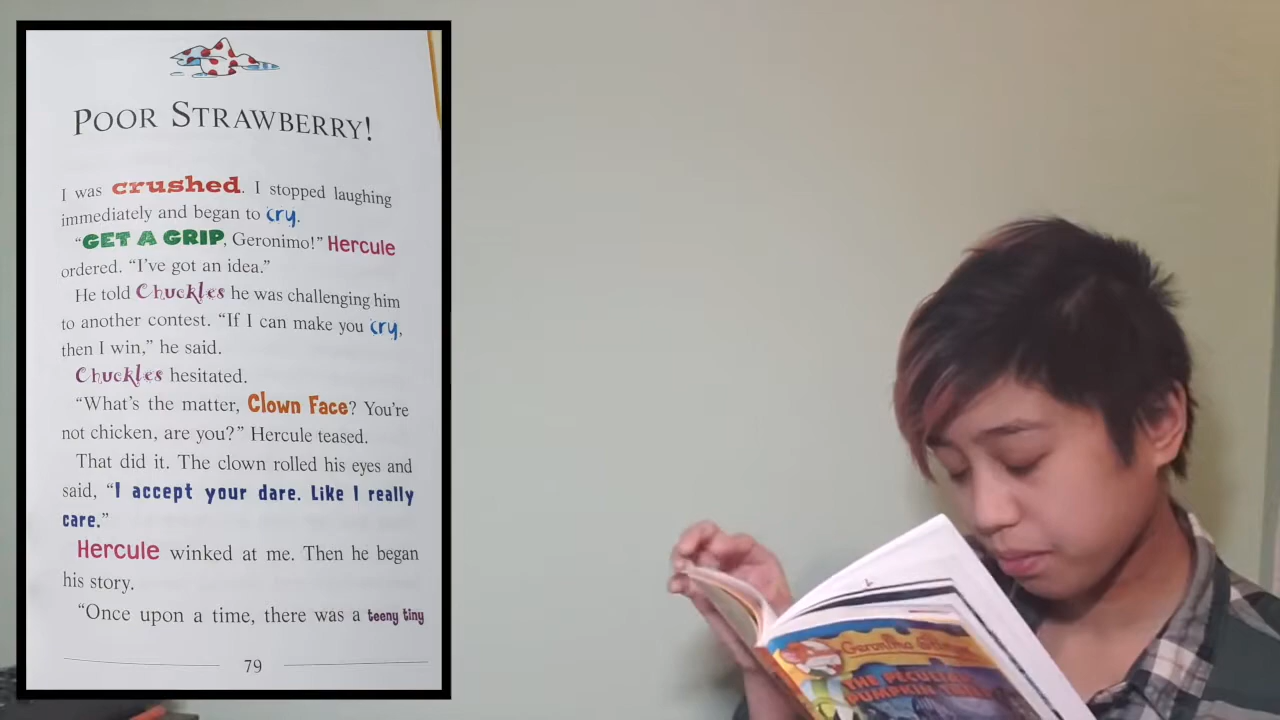 POOR STRAWBERRY!
I was crushed. I stopped laughing
immediately and began to cry.
"GET A GRIP, Geronimo!" Hercule
ordered. "I've got an idea."
He told Chuckles he was challenging him
to another contest. "If I can make you cry,
then I win," he said.
Chuckles hesitated.
"What's the matter, Clown Face? You're
not chicken, are you?" Hercule teased.
That did it. The clown rolled his eyes and
said, "I accept your dare. Like I really
care."
Hercule winked at me. Then he began
his story.
"Once upon a time, there was a teeny tiny
79
Geronimo
THE PECULIAR
PUMPKIN THIEF